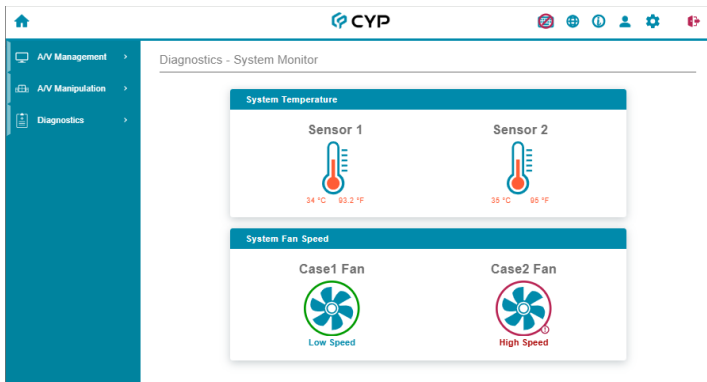 CYP
A/V Management
A/V Manipulation
Diagnostics
Diagnostics - System Monitor
System Temperature
Sensor 1 Sensor 2
34 °C 93.2 °F 35 °C 95 °F
System Fan Speed
Case1 Fan Case2 Fan
Low Speed High Speed